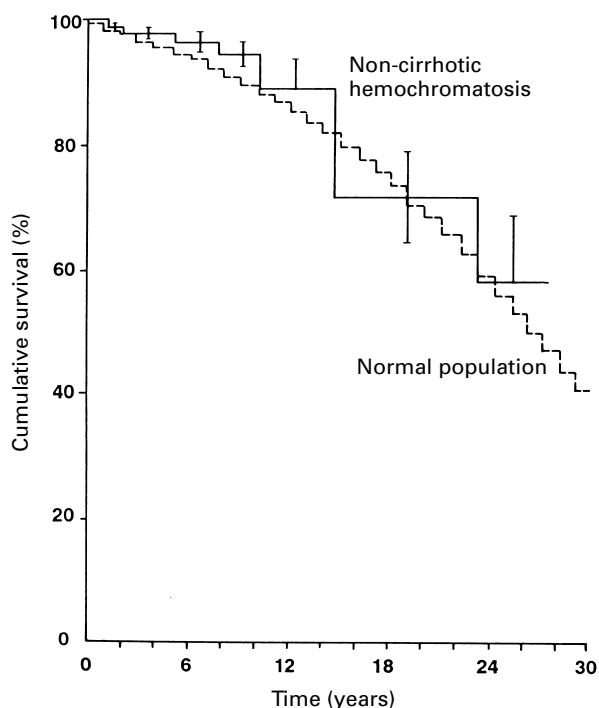 100
80
60
40
20
0
Cumulative survival (%)
Non-cirrhotic
hemochromatosis
Normal population
0 6 12 18 24 30
Time (years)